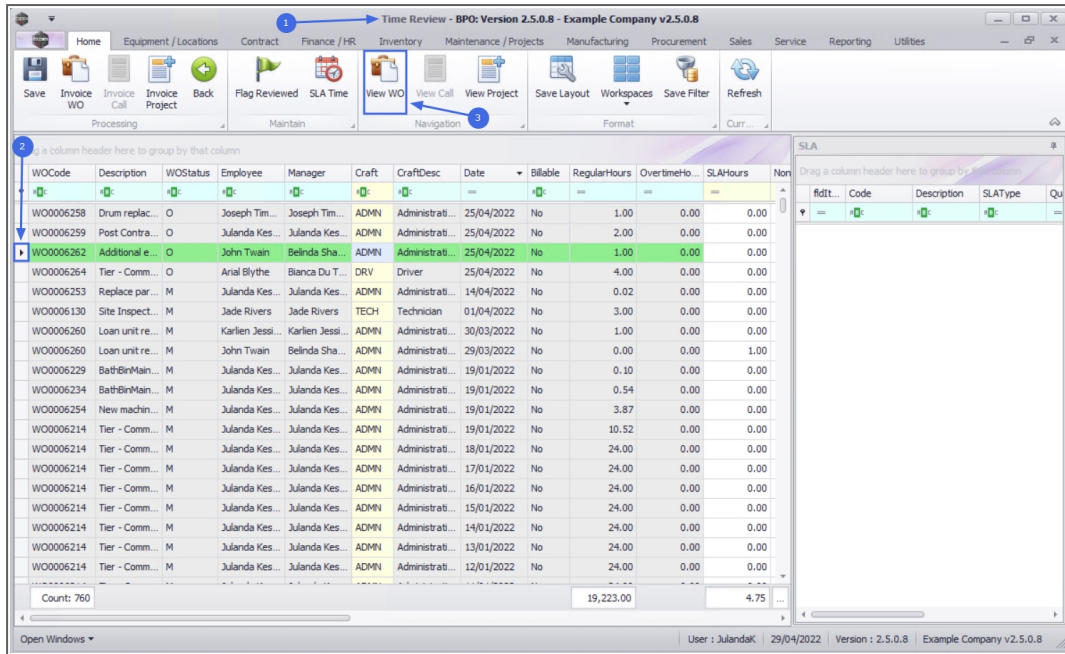 1 Time Review - BPO: Version 2.5.0.8 - Example Company v2.5.0.8
Home Equipment / Locations Contract Finance / HR Inventory Maintenance / Projects Manufacturing Procurement Sales Service Reporting Utilities
Save Invoice WO Invoice Call Invoice Project Back Flag Reviewed SLA Time View WO View Call View Project Save Layout Workspaces Save Filter Refresh
Processing Maintain Navigation 3 Format Curr...
2 Drag a column header here to group by that column
WOCode Description WOStatus Employee Manager Craft CraftDesc Date Billable RegularHours OvertimeHo... SLAHours Non
WO0006258 Drum replac... O Joseph Tim... Joseph Tim... ADMN Administrati... 25/04/2022 No 1.00 0.00 0.00
WO0006259 Post Contra... O Julanda Kes... Julanda Kes... ADMN Administrati... 25/04/2022 No 2.00 0.00 0.00
WO0006262 Additional e... O John Twain Belinda Sha... ADMN Administrati... 25/04/2022 No 1.00 0.00 0.00
WO0006264 Tier - Comm... O Arial Blythe Bianca Du T... DRV Driver 25/04/2022 No 4.00 0.00 0.00
WO0006253 Replace par... M Julanda Kes... Julanda Kes... ADMN Administrati... 14/04/2022 No 0.02 0.00 0.00
WO0006130 Site Inspect... M Jade Rivers Jade Rivers TECH Technician 01/04/2022 No 3.00 0.00 0.00
WO0006260 Loan unit re... M Karlien Jessi... Karlien Jessi... ADMN Administrati... 30/03/2022 No 1.00 0.00 0.00
WO0006260 Loan unit re... M John Twain Belinda Sha... ADMN Administrati... 29/03/2022 No 0.00 0.00 1.00
WO0006229 BathBinMain... M Julanda Kes... Julanda Kes... ADMN Administrati... 19/01/2022 No 0.10 0.00 0.00
WO0006234 BathBinMain... M Julanda Kes... Julanda Kes... ADMN Administrati... 19/01/2022 No 0.54 0.00 0.00
WO0006254 New machin... M Julanda Kes... Julanda Kes... ADMN Administrati... 19/01/2022 No 3.87 0.00 0.00
WO0006214 Tier - Comm... M Julanda Kes... Julanda Kes... ADMN Administrati... 19/01/2022 No 10.52 0.00 0.00
WO0006214 Tier - Comm... M Julanda Kes... Julanda Kes... ADMN Administrati... 18/01/2022 No 24.00 0.00 0.00
WO0006214 Tier - Comm... M Julanda Kes... Julanda Kes... ADMN Administrati... 17/01/2022 No 24.00 0.00 0.00
WO0006214 Tier - Comm... M Julanda Kes... Julanda Kes... ADMN Administrati... 16/01/2022 No 24.00 0.00 0.00
WO0006214 Tier - Comm... M Julanda Kes... Julanda Kes... ADMN Administrati... 15/01/2022 No 24.00 0.00 0.00
WO0006214 Tier - Comm... M Julanda Kes... Julanda Kes... ADMN Administrati... 14/01/2022 No 24.00 0.00 0.00
WO0006214 Tier - Comm... M Julanda Kes... Julanda Kes... ADMN Administrati... 13/01/2022 No 24.00 0.00 0.00
WO0006214 Tier - Comm... M Julanda Kes... Julanda Kes... ADMN Administrati... 12/01/2022 No 24.00 0.00 0.00
Count: 760 19,223.00 4.75 ...
SLA
Drag a column header here to group by that column
fldIt... Code Description SLAType Qu
Open Windows User : JulandaK 29/04/2022 Version : 2.5.0.8 Example Company v2.5.0.8